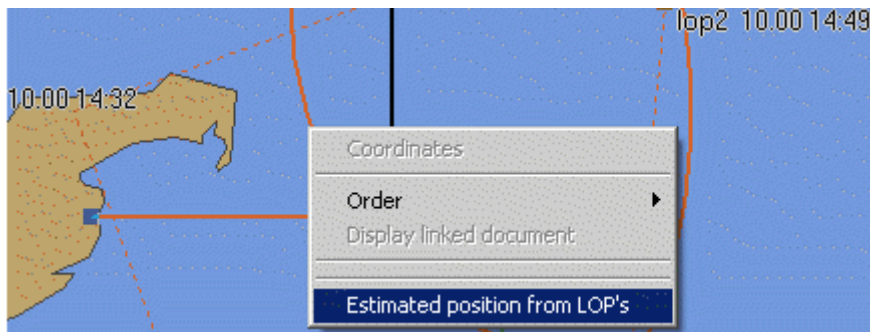 lop2 10.00 14:49
10:00 14:32
Coordinates
Order
Display linked document
Estimated position from LOP's